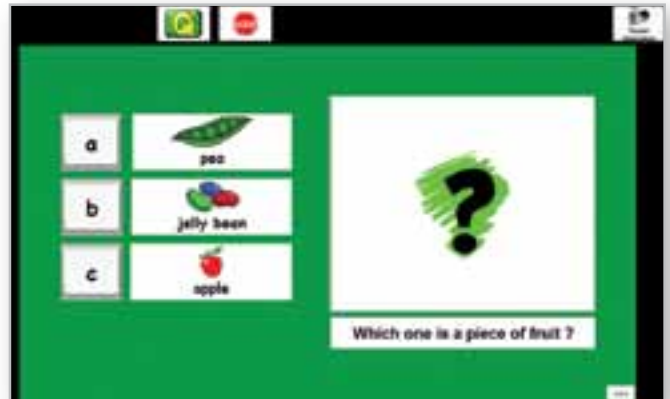 a
pea
b
jelly bean
c
apple
?
Which one is a piece of fruit ?